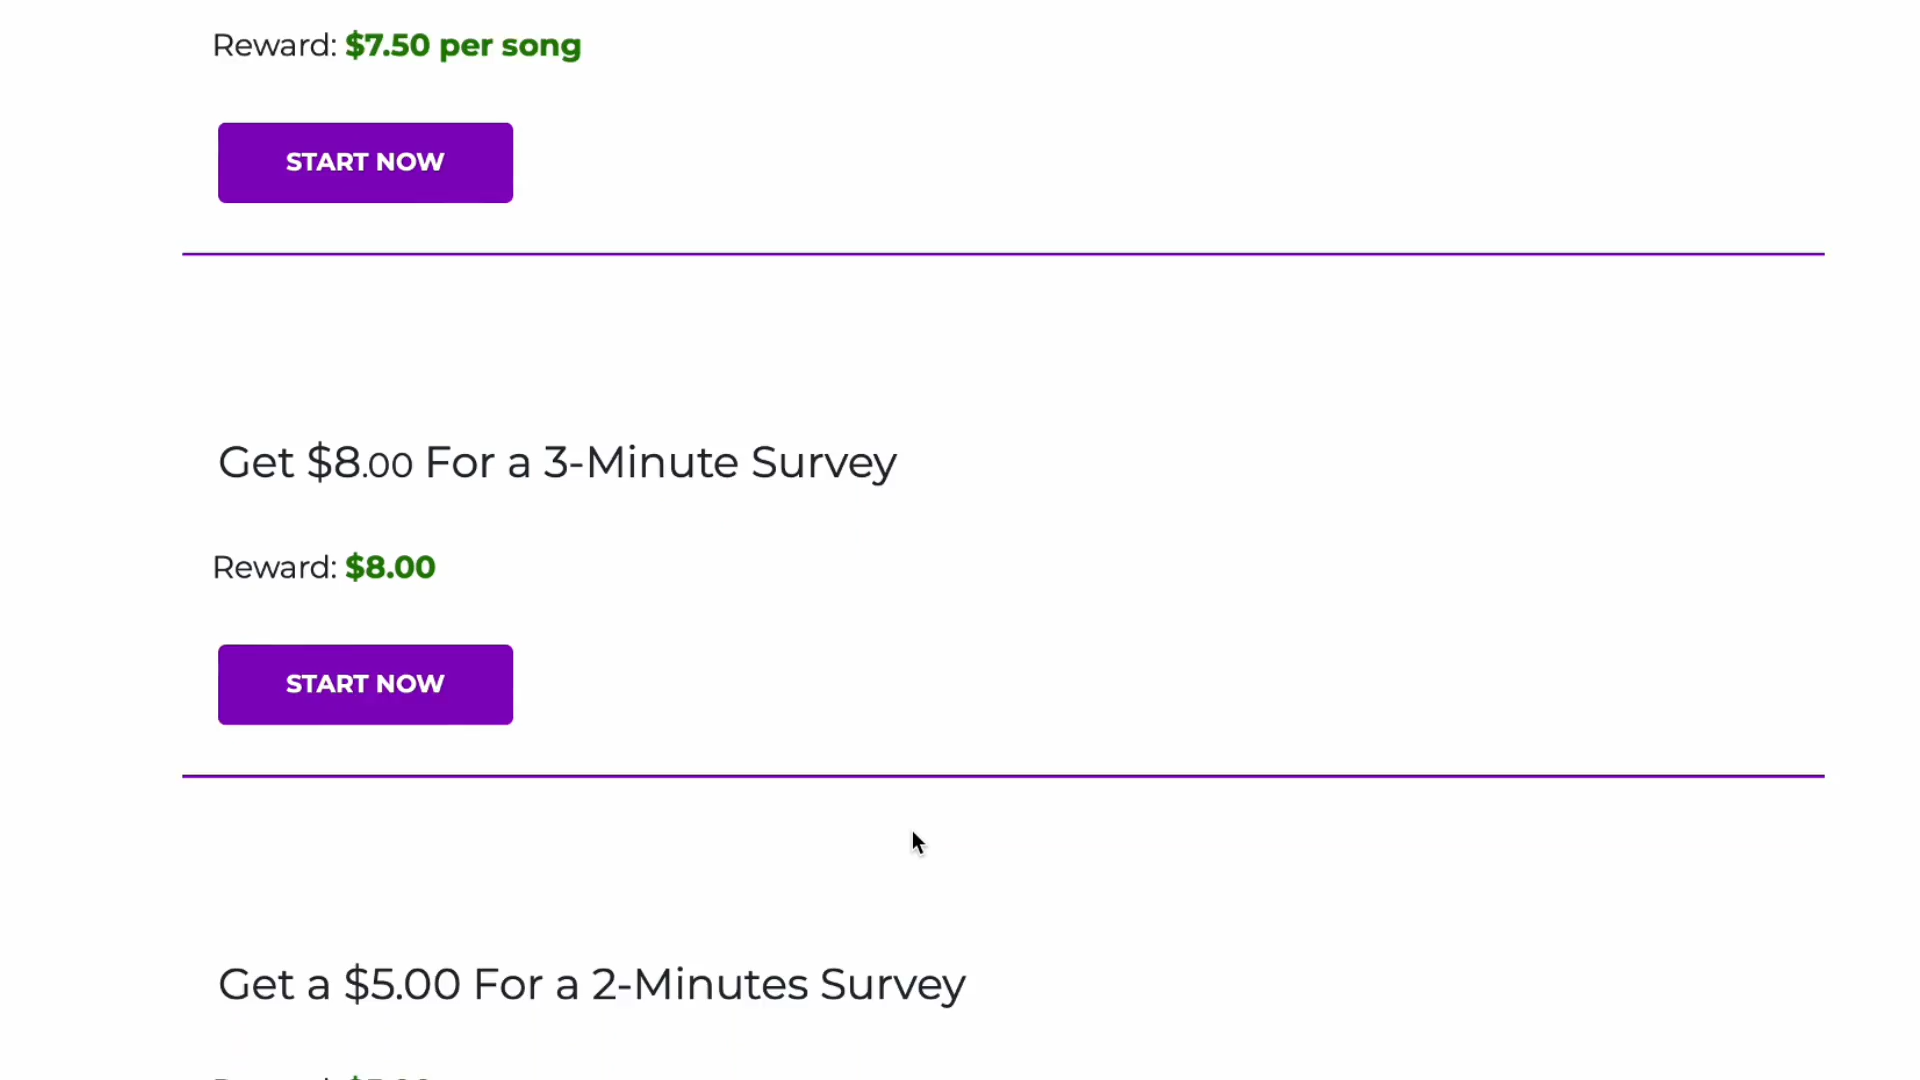 Reward: $7.50 per song
START NOW
Get $8.00 For a 3-Minute Survey
Reward: $8.00
START NOW
Get a $5.00 For a 2-Minutes Survey